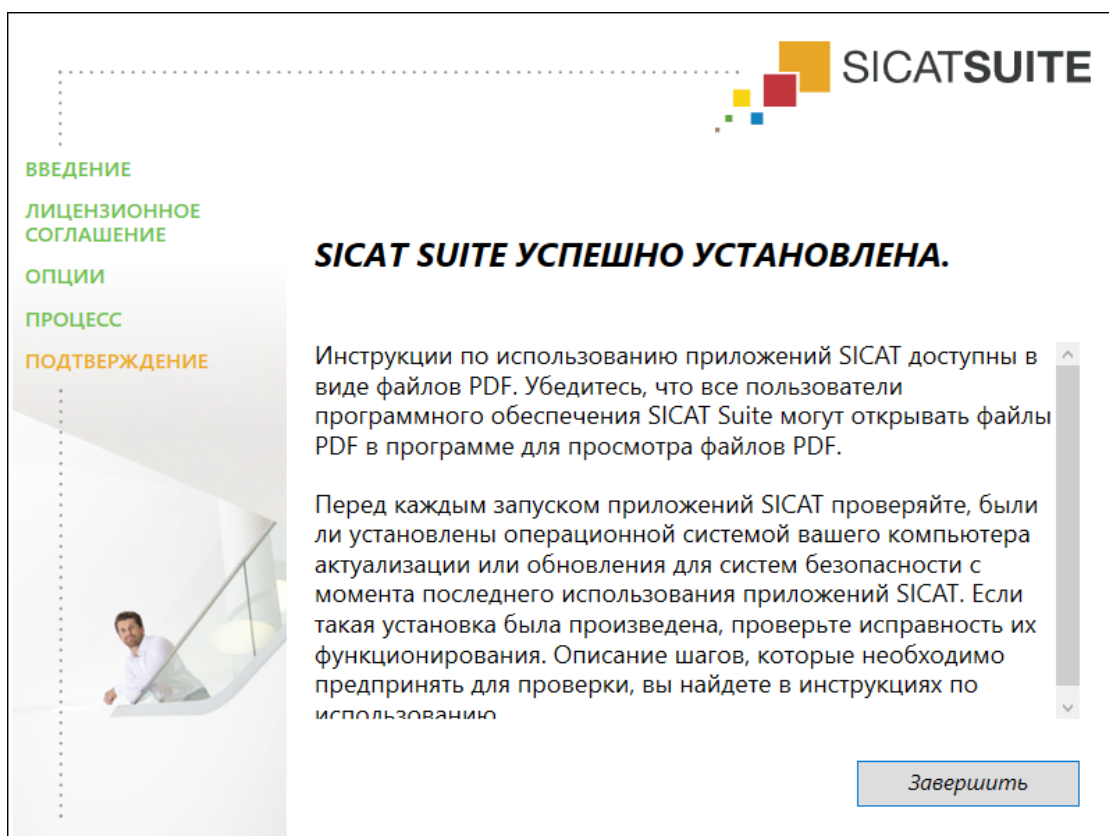 SICATSUITE
ВВЕДЕНИЕ
ЛИЦЕНЗИОННОЕ
СОГЛАШЕНИЕ
ОПЦИИ
ПРОЦЕСС
ПОДТВЕРЖДЕНИЕ
SICAT SUITE УСПЕШНО УСТАНОВЛЕНА.
Инструкции по использованию приложений SICAT доступны в
виде файлов PDF. Убедитесь, что все пользователи
программного обеспечения SICAT Suite могут открывать файлы
PDF в программе для просмотра файлов PDF.
Перед каждым запуском приложений SICAT проверяйте, были
ли установлены операционной системой вашего компьютера
актуализации или обновления для систем безопасности с
момента последнего использования приложений SICAT. Если
такая установка была произведена, проверьте исправность их
функционирования. Описание шагов, которые необходимо
предпринять для проверки, вы найдете в инструкциях по
использованию.
Завершить